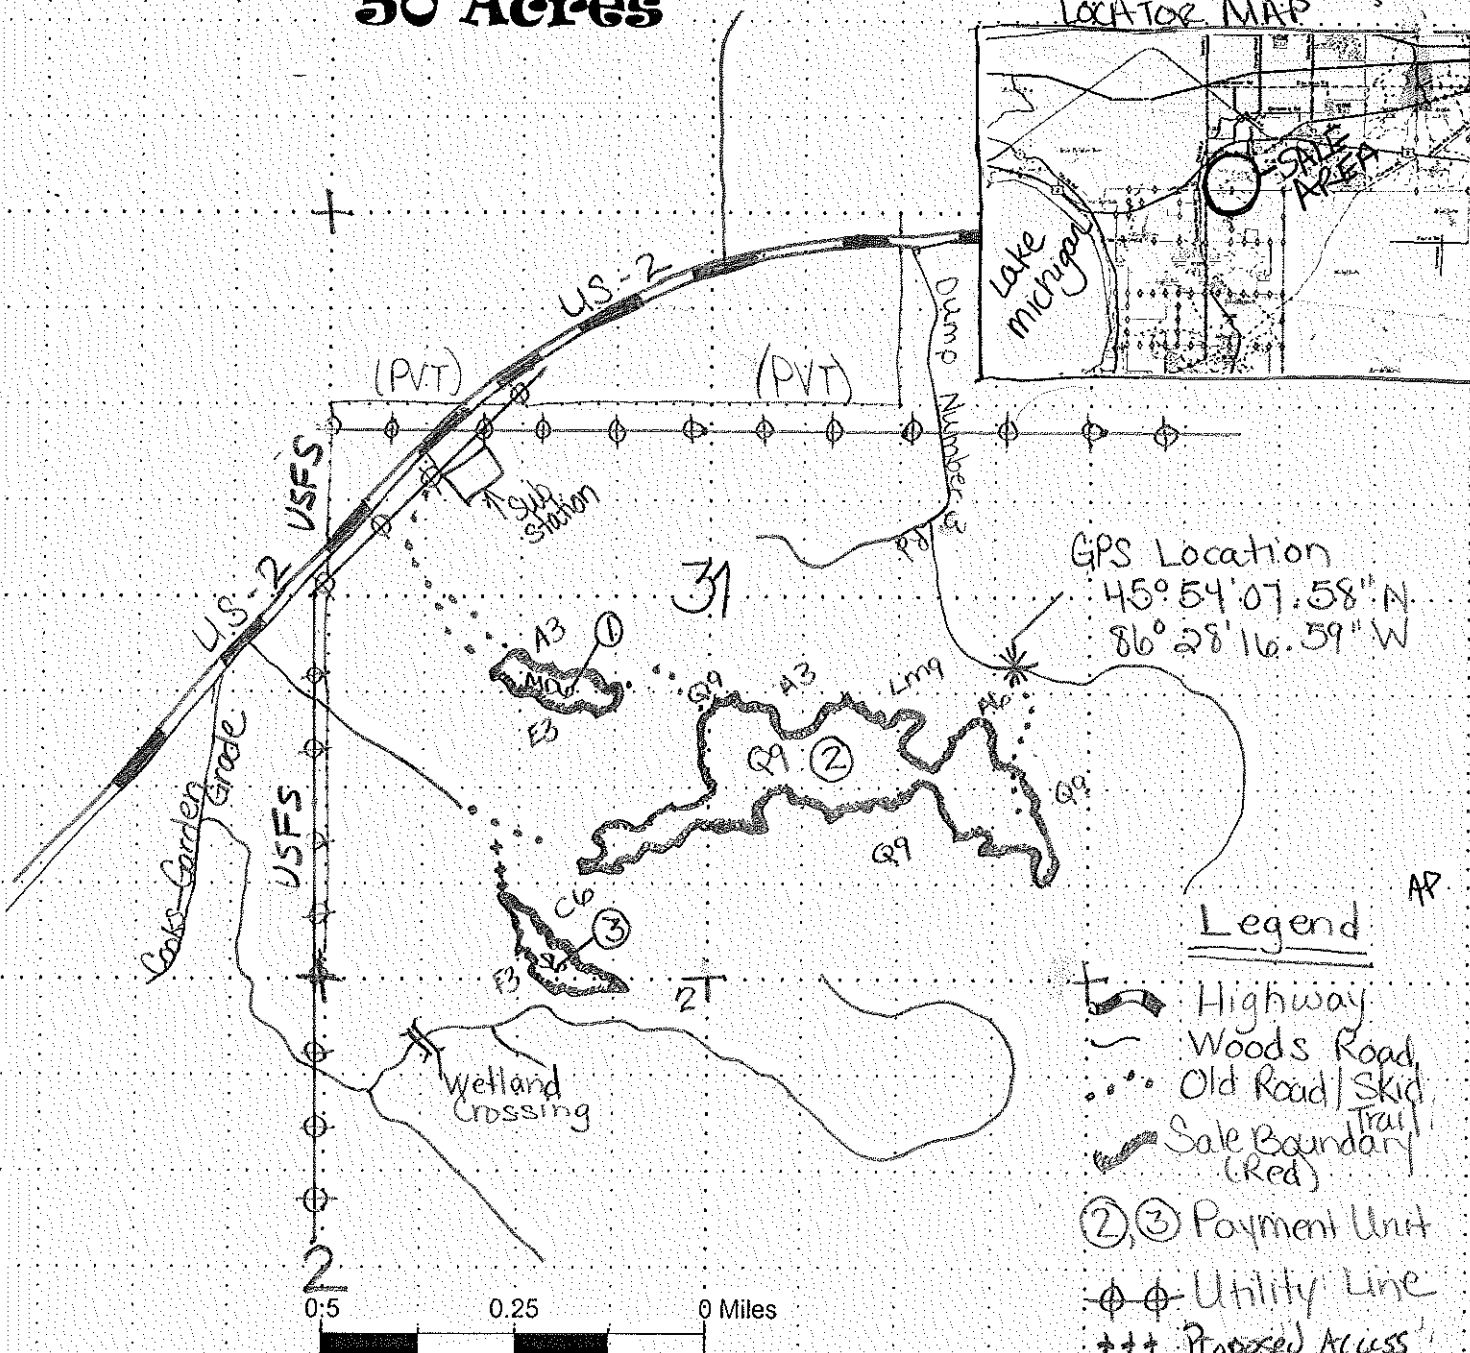 50 Acres
LOCATOR MAP
SALE
AREA
Lake
Michigan
US-2
(PVT)
(PVT)
Dump Number 9
Rd
USFS
Sub
Station
U.S-2
31
GPS Location
45° 54' 07.58" N
86° 28' 16.59" W
A3
1
E3
Q9
A3
Lm9
A6
Q9
2
Q9
Q9
Cooks-Garden
Grade
USFS
C6
3
F3
2
AP
Legend
Highway
Woods Road
Old Road/Skid
Trail
Sale Boundary
(Red)
2, 3 Payment Unit
Utility Line
Proposed Access
Wetland
Crossing
2
0.5 0.25 0 Miles